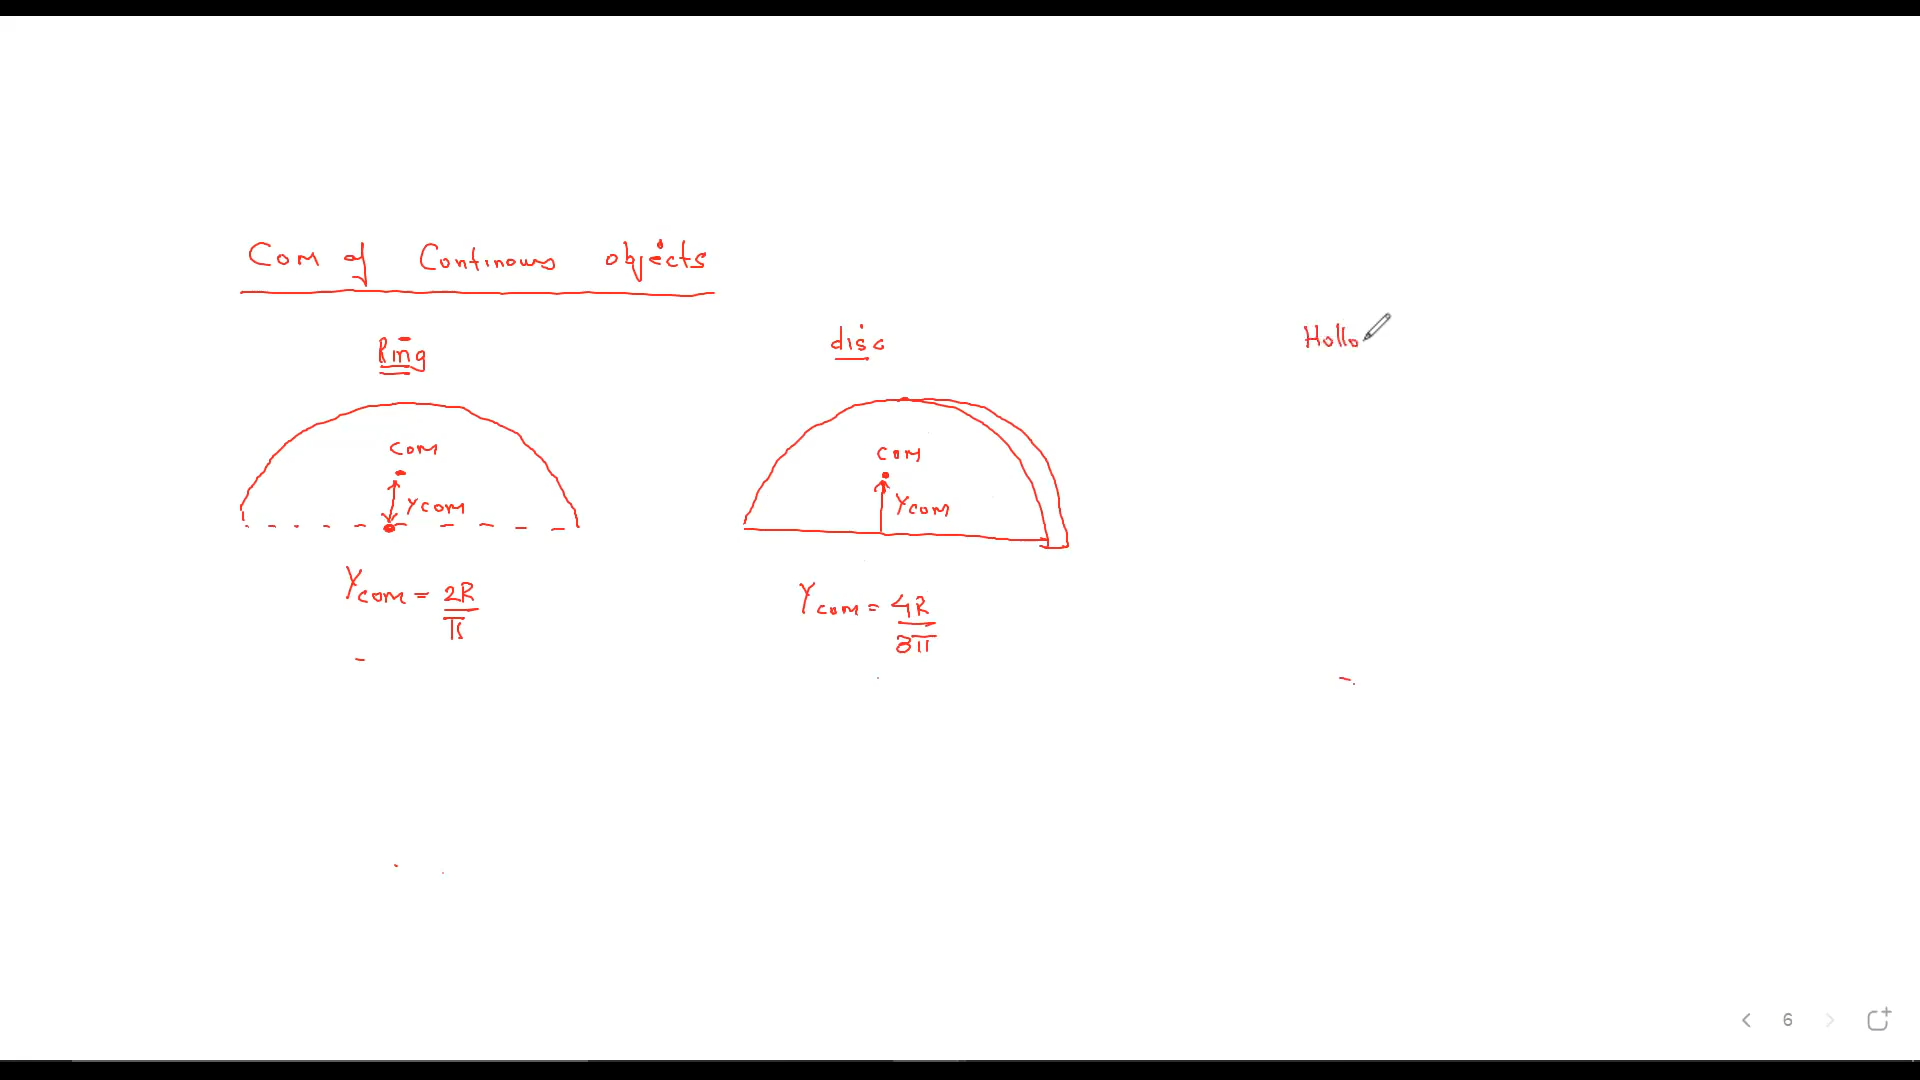 COM of Continous objects
Ring
disc
Hollo
COM
YCOM
COM
YCOM
YCOM = 2R/π
YCOM = 4R/3π
6